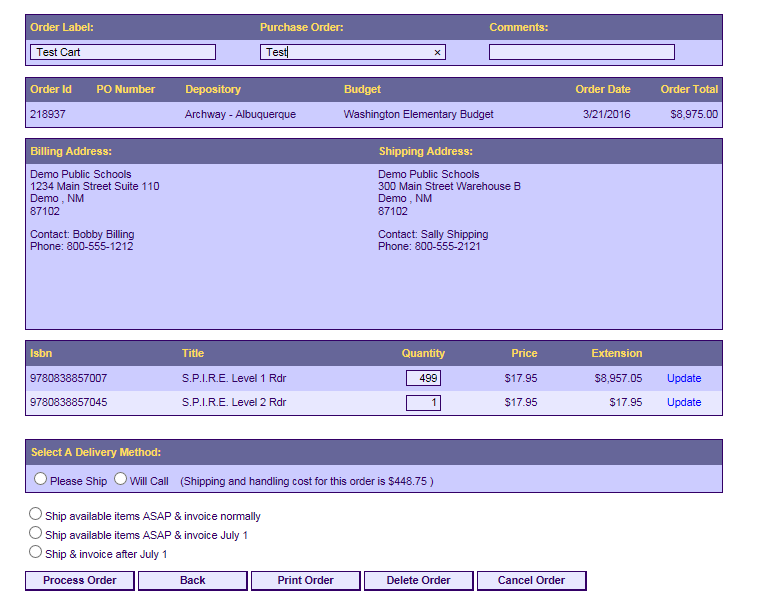 Order Label: Purchase Order: Comments:
Test Cart Test ×
Order Id PO Number Depository Budget Order Date Order Total
218937 Archway - Albuquerque Washington Elementary Budget 3/21/2016 $8,975.00
Billing Address: Shipping Address:
Demo Public Schools Demo Public Schools
1234 Main Street Suite 110 300 Main Street Warehouse B
Demo , NM Demo , NM
87102 87102
Contact: Bobby Billing Contact: Sally Shipping
Phone: 800-555-1212 Phone: 800-555-2121
Isbn Title Quantity Price Extension
9780838857007 S.P.I.R.E. Level 1 Rdr 499 $17.95 $8,957.05 Update
9780838857045 S.P.I.R.E. Level 2 Rdr 1 $17.95 $17.95 Update
Select A Delivery Method:
Please Ship Will Call (Shipping and handling cost for this order is $448.75 )
Ship available items ASAP & invoice normally
Ship available items ASAP & invoice July 1
Ship & invoice after July 1
Process Order Back Print Order Delete Order Cancel Order